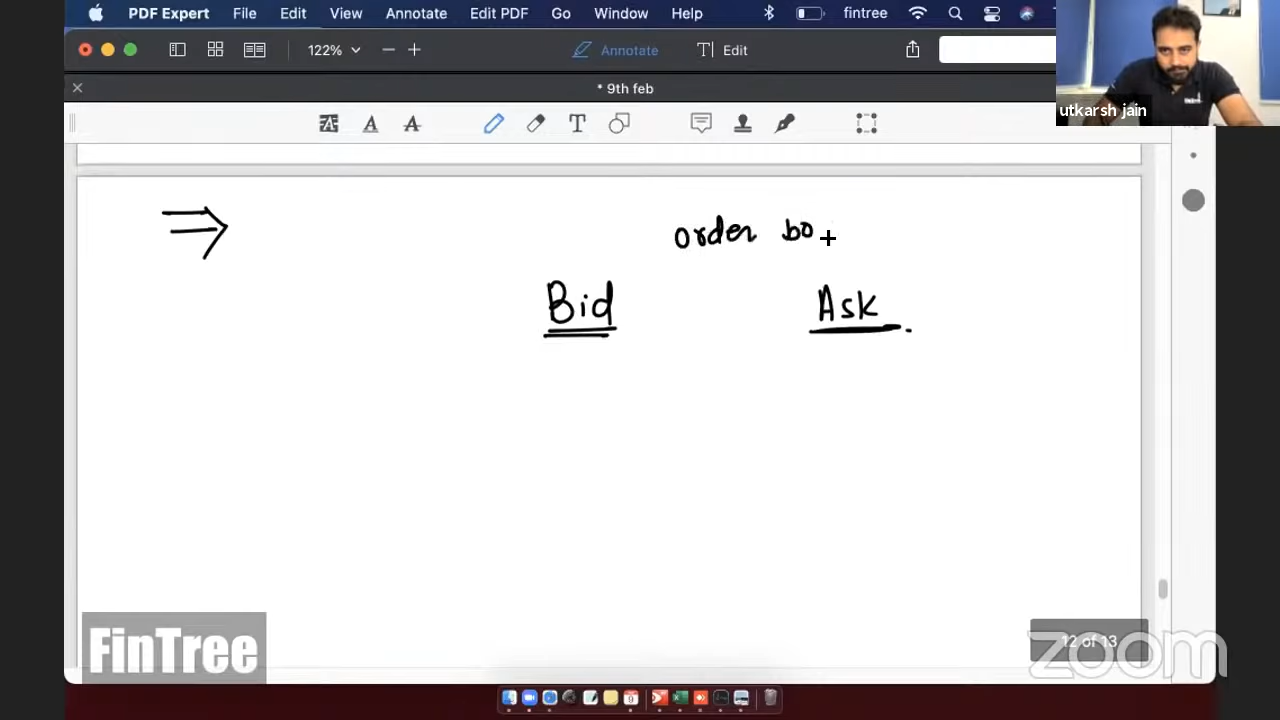 PDF Expert File Edit View Annotate Edit PDF Go Window Help fintree
122% Annotate T Edit
* 9th feb
utkarsh jain
A A A T
order bo
Bid Ask
FinTree
12 of 13
zoom
9